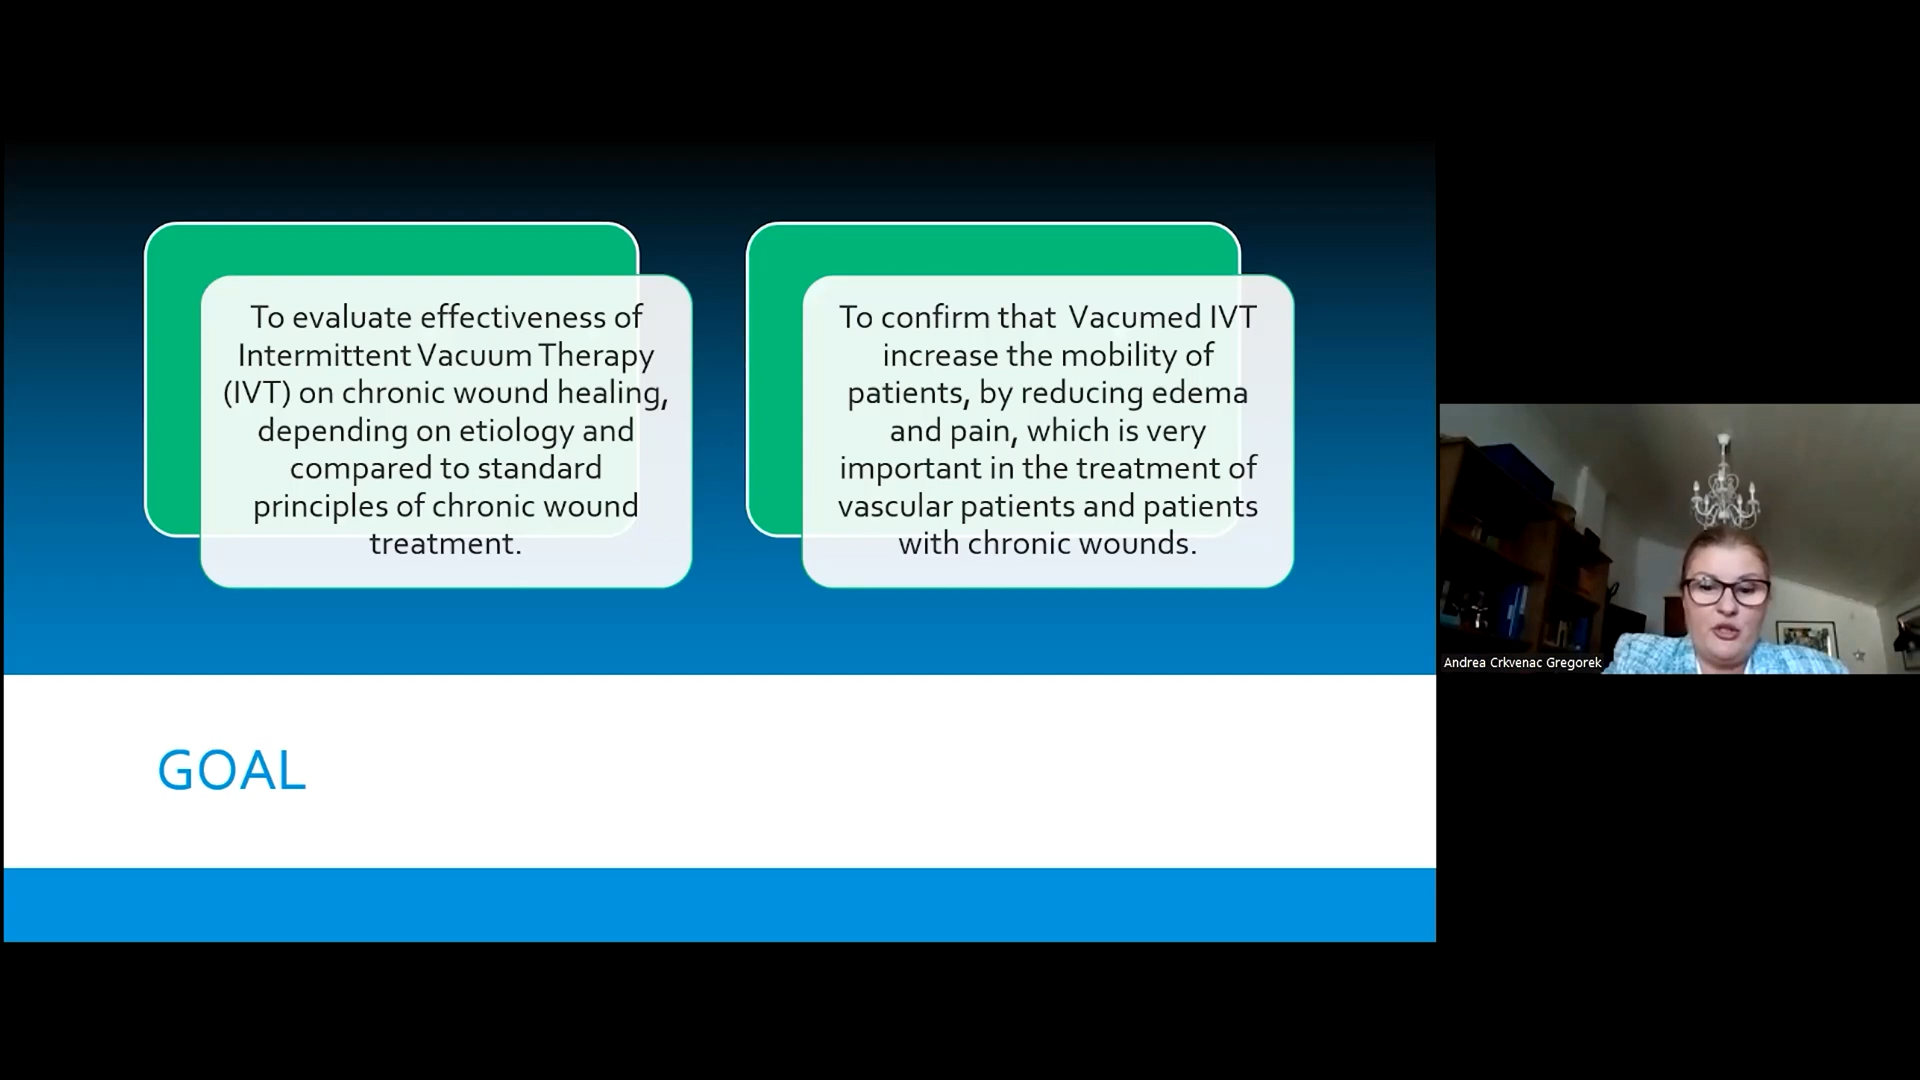 To evaluate effectiveness of
Intermittent Vacuum Therapy
(IVT) on chronic wound healing,
depending on etiology and
compared to standard
principles of chronic wound
treatment.
To confirm that  Vacumed IVT
increase the mobility of
patients, by reducing edema
and pain, which is very
important in the treatment of
vascular patients and patients
with chronic wounds.
GOAL
Andrea Crkvenac Gregorek